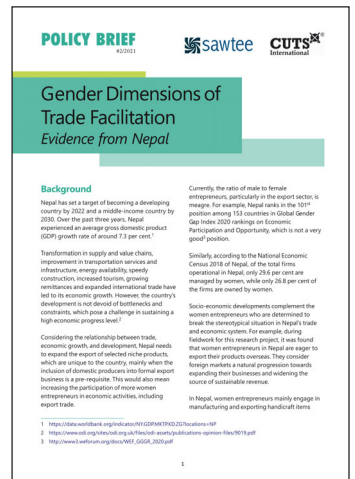 POLICY BRIEF
#2/2021
sawtee
CUTS®
International
Gender Dimensions of
Trade Facilitation
Evidence from Nepal
Background
Nepal has set a target of becoming a developing
country by 2022 and a middle-income country by
2030. Over the past three years, Nepal
experienced an average gross domestic product
(GDP) growth rate of around 7.3 per cent.1
Transformation in supply and value chains,
improvement in transportation services and
infrastructure, energy availability, speedy
construction, increased tourism, growing
remittances and expanded international trade have
led to its economic growth. However, the country's
development is not devoid of bottlenecks and
constraints, which pose a challenge in sustaining a
high economic progress level.2
Considering the relationship between trade,
economic growth, and development, Nepal needs
to expand the export of selected niche products,
which are unique to the country, mainly when the
inclusion of domestic producers into formal export
business is a pre-requisite. This would also mean
increasing the participation of more women
entrepreneurs in economic activities, including
export trade.
Currently, the ratio of male to female
entrepreneurs, particularly in the export sector, is
meagre. For example, Nepal ranks in the 101st
position among 153 countries in Global Gender
Gap Index 2020 rankings on Economic
Participation and Opportunity, which is not a very
good3 position.
Similarly, according to the National Economic
Census 2018 of Nepal, of the total firms
operational in Nepal, only 29.6 per cent are
managed by women, while only 26.8 per cent of
the firms are owned by women.
Socio-economic developments complement the
women entrepreneurs who are determined to
break the stereotypical situation in Nepal's trade
and economic system. For example, during
fieldwork for this research project, it was found
that women entrepreneurs in Nepal are eager to
export their products overseas. They consider
foreign markets a natural progression towards
expanding their businesses and widening the
source of sustainable revenue.
In Nepal, women entrepreneurs mainly engage in
manufacturing and exporting handicraft items
1 https://data.worldbank.org/indicator/NY.GDP.MKTP.KD.ZG?locations=NP
2 https://www.odi.org/sites/odi.org.uk/files/odi-assets/publications-opinion-files/9019.pdf
3 http://www3.weforum.org/docs/WEF_GGGR_2020.pdf
1